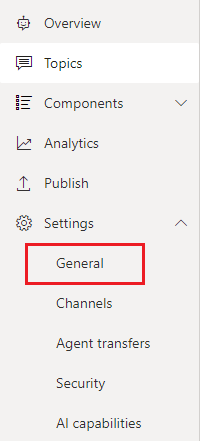 Overview
Topics
Components
Analytics
Publish
Settings
General
Channels
Agent transfers
Security
AI capabilities